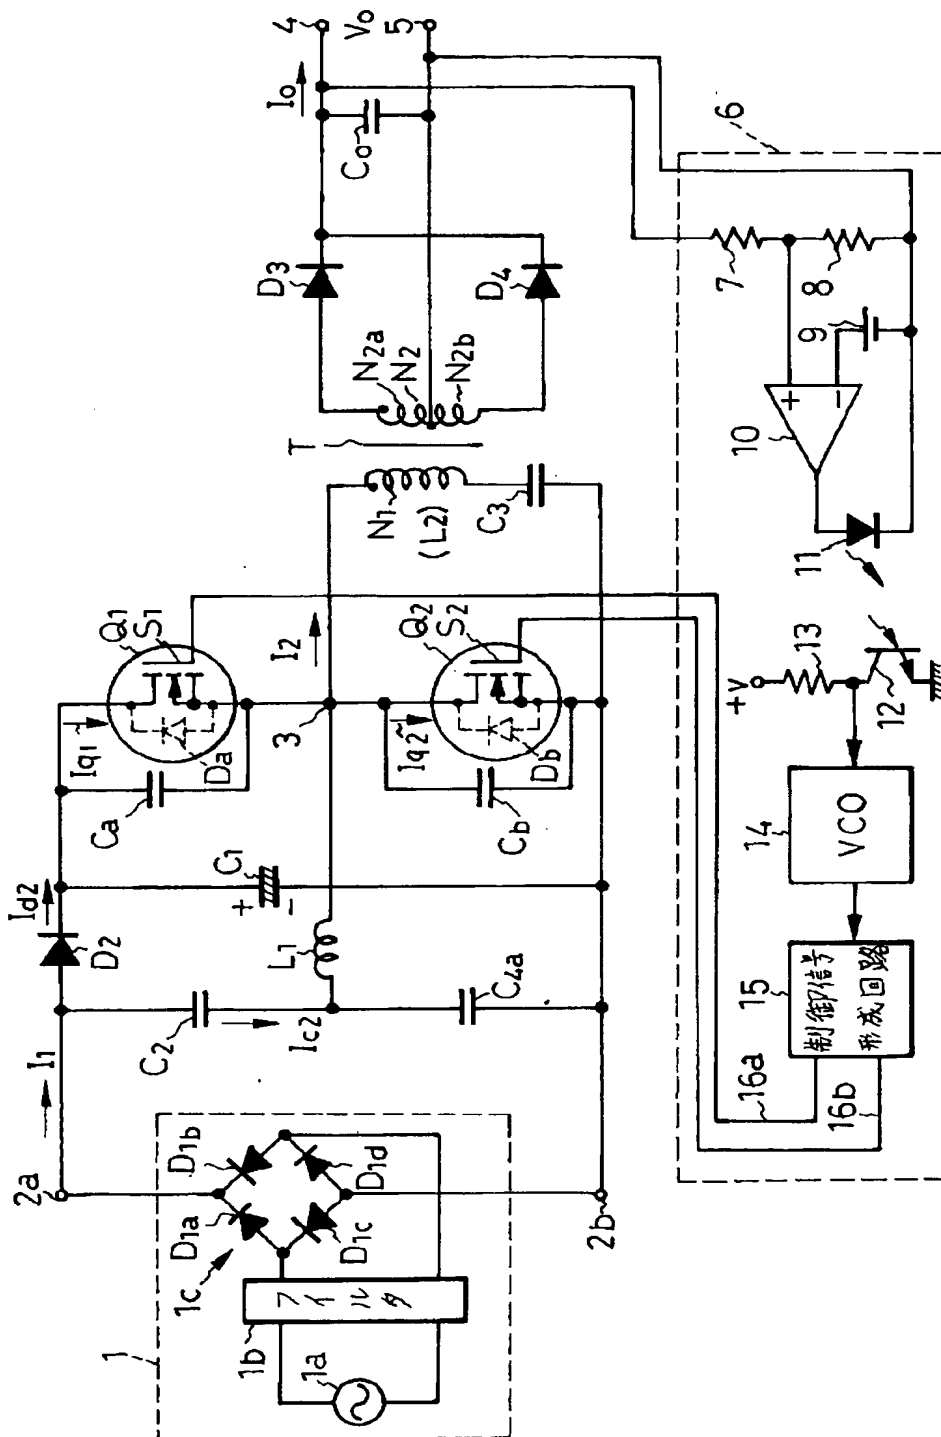 1
1a
1b
フィルタ
1c
D1a
D1b
D1c
D1d
2a
2b
I1
C2
Ic2
C4a
L1
D2
Id2
C1
+
-
Ca
Iq1
Da
Q1
S1
3
I2
Cb
Iq2
Db
Q2
S2
N1
(L2)
C3
T
N2a
N2
N2b
D3
D4
Co
Io
4
Vo
5
6
7
8
9
10
+
-
11
12
13
+V
14
VCO
15
制御信号
形成回路
16a
16b